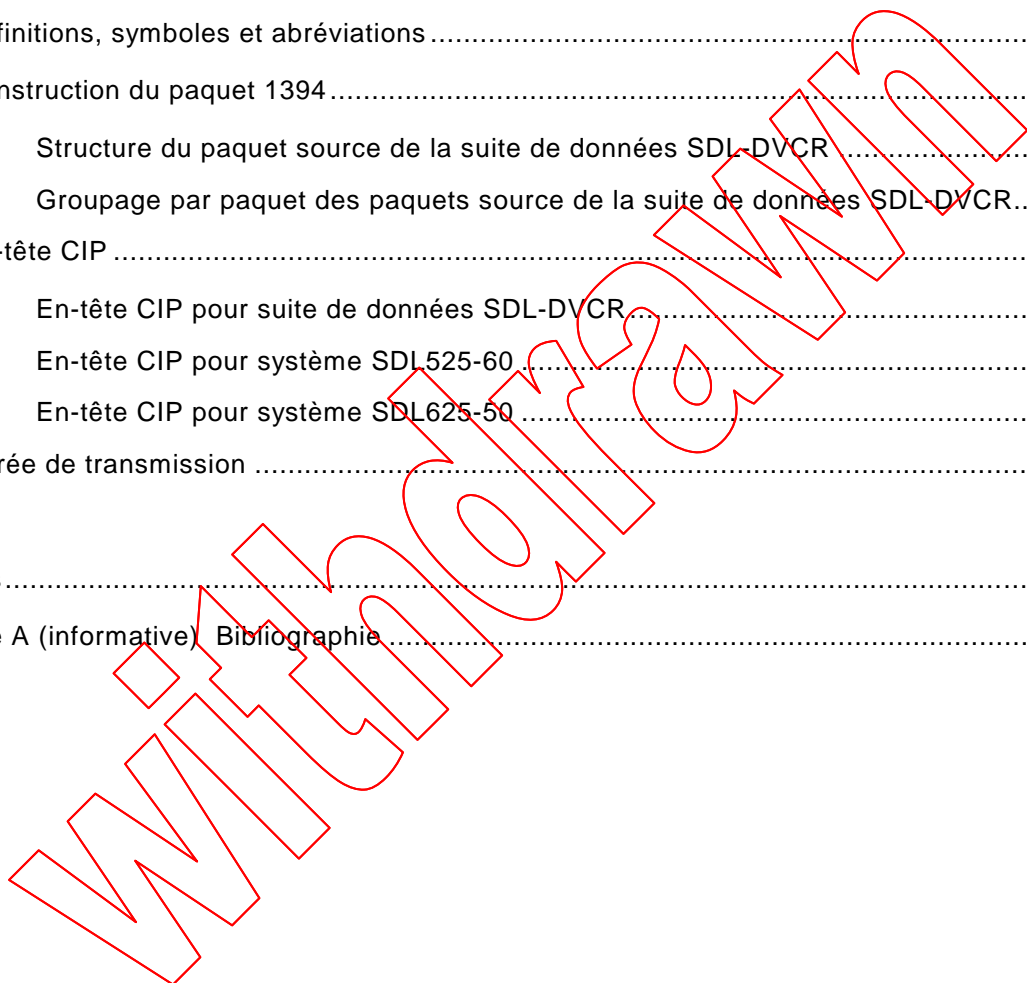 finitions, symboles et abréviations
nstruction du paquet 1394
Structure du paquet source de la suite de données SDL-DVCR
Groupage par paquet des paquets source de la suite de données SDL-DVCR
-tête CIP
En-tête CIP pour suite de données SDL-DVCR
En-tête CIP pour système SDL525-60
En-tête CIP pour système SDL625-50
rée de transmission
e A (informative) Bibliographie
withdrawn